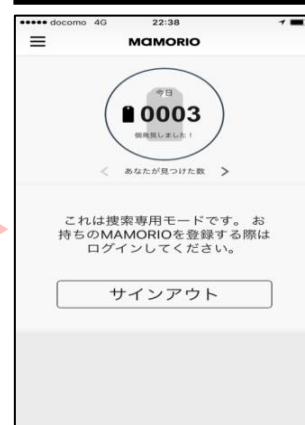 docomo 4G 22:38
MAMORIO
今日
0003
個発見しました！
< あなたが見つけた数 >
これは捜索専用モードです。 お
持ちのMAMORIOを登録する際は
ログインしてください。
サインアウト